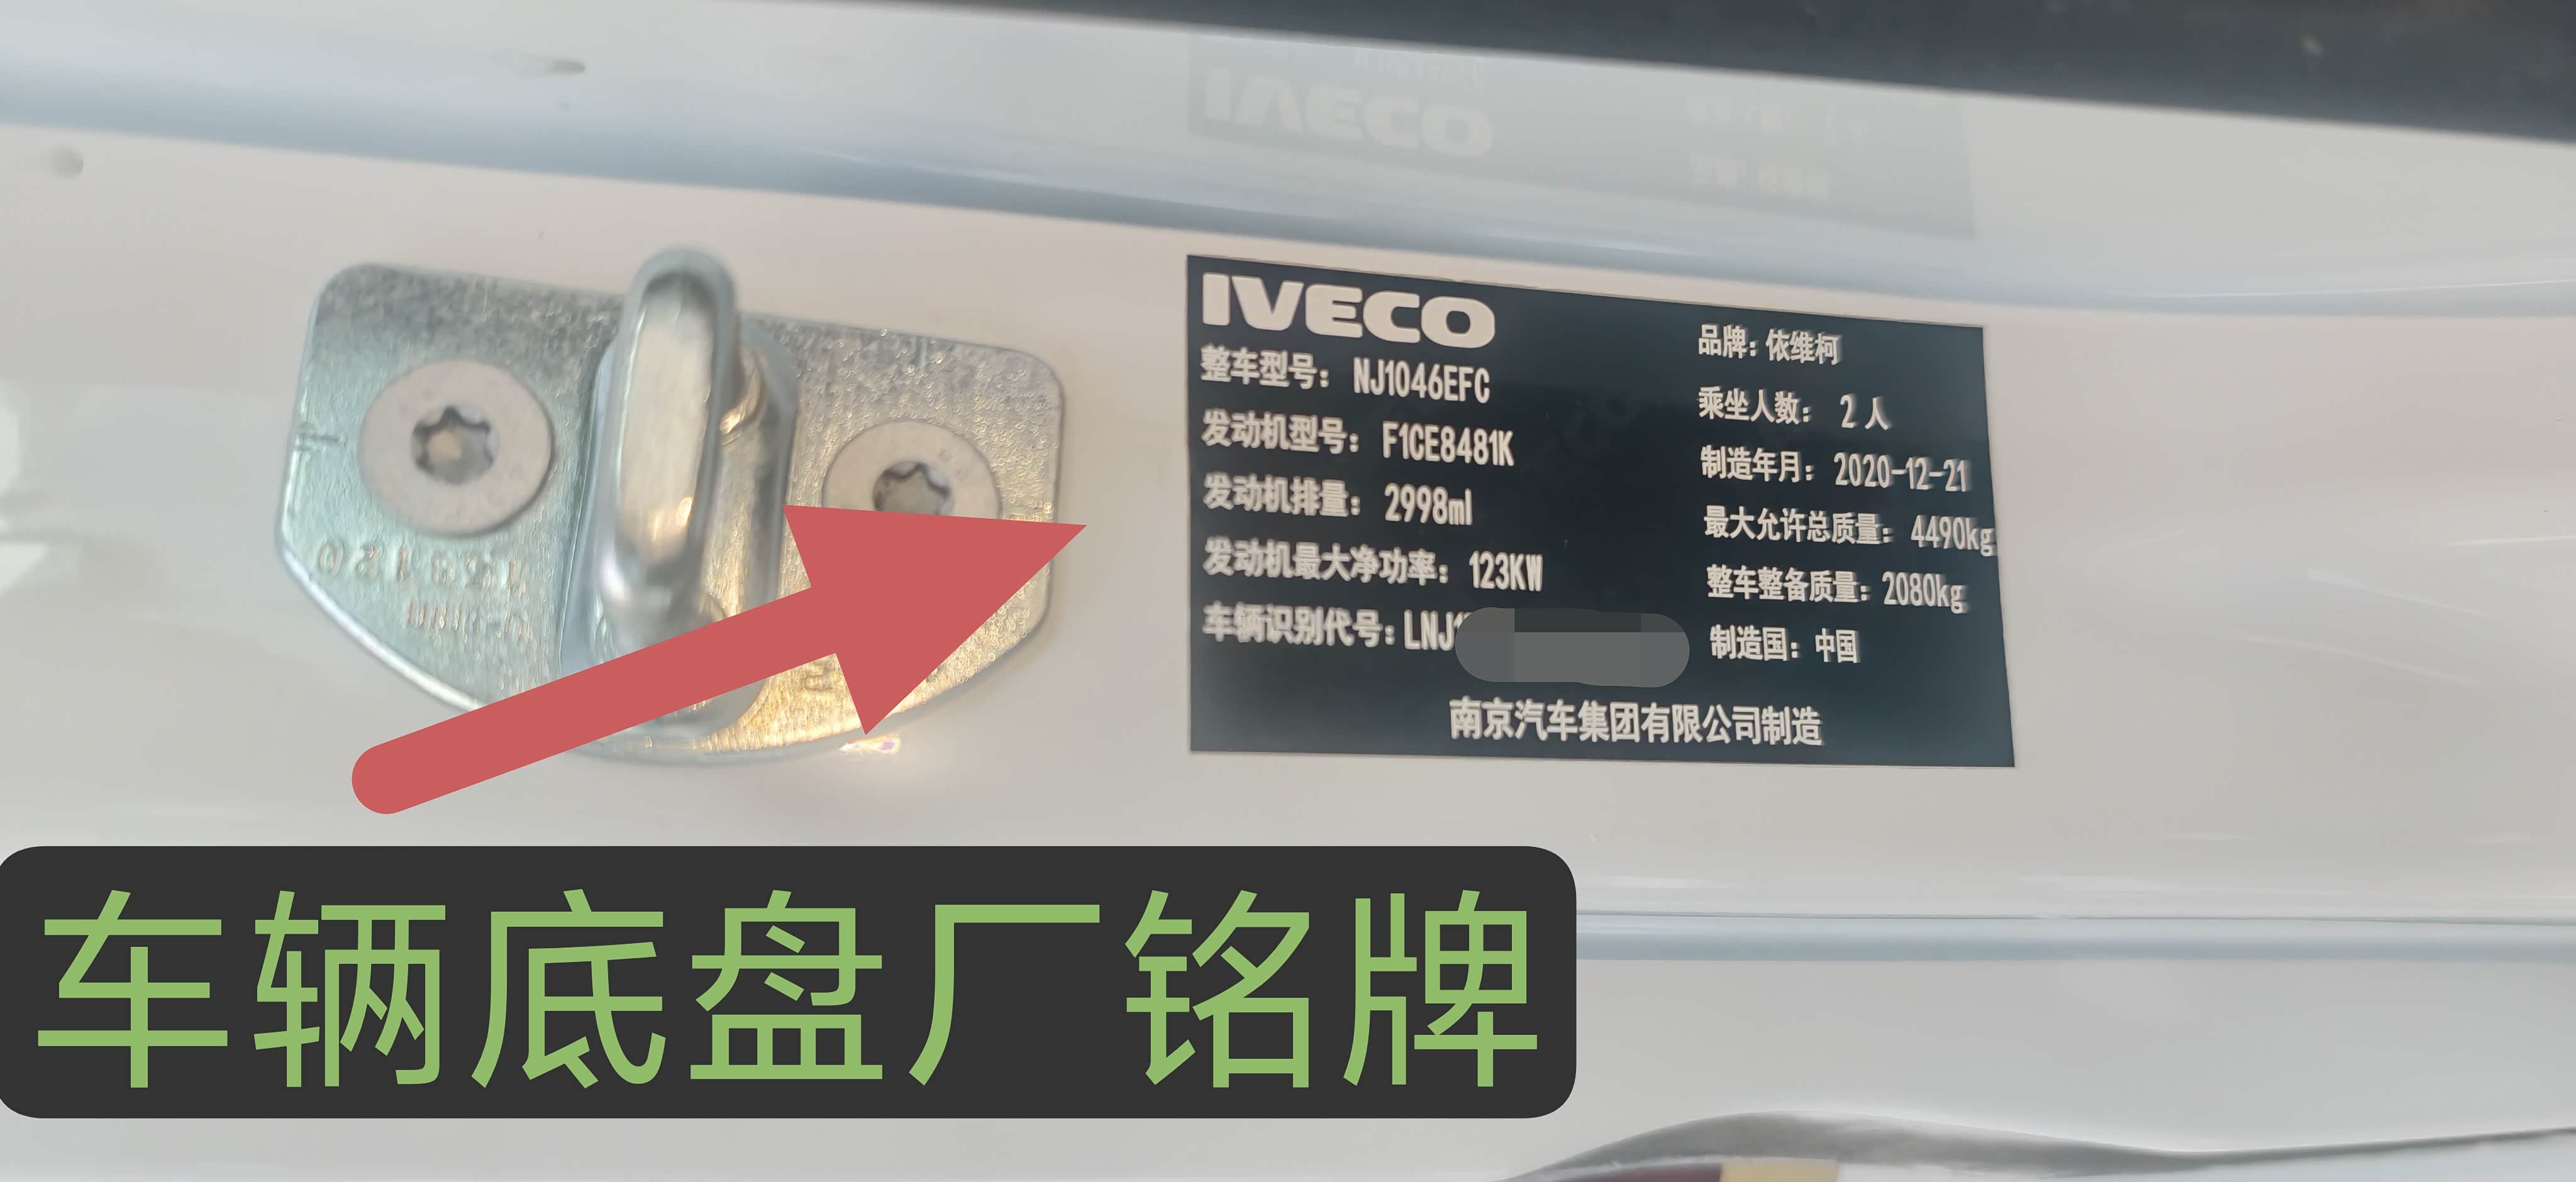 IVECO
品牌：依维柯
整车型号：NJ1046EFC
乘坐人数：2人
发动机型号：F1CE8481K
制造年月：2020-12-21
发动机排量：2998ml
最大允许总质量：4490kg
发动机最大净功率：123KW
整车整备质量：2080kg
车辆识别代号：LNJ1
制造国：中国
南京汽车集团有限公司制造
车辆底盘厂铭牌